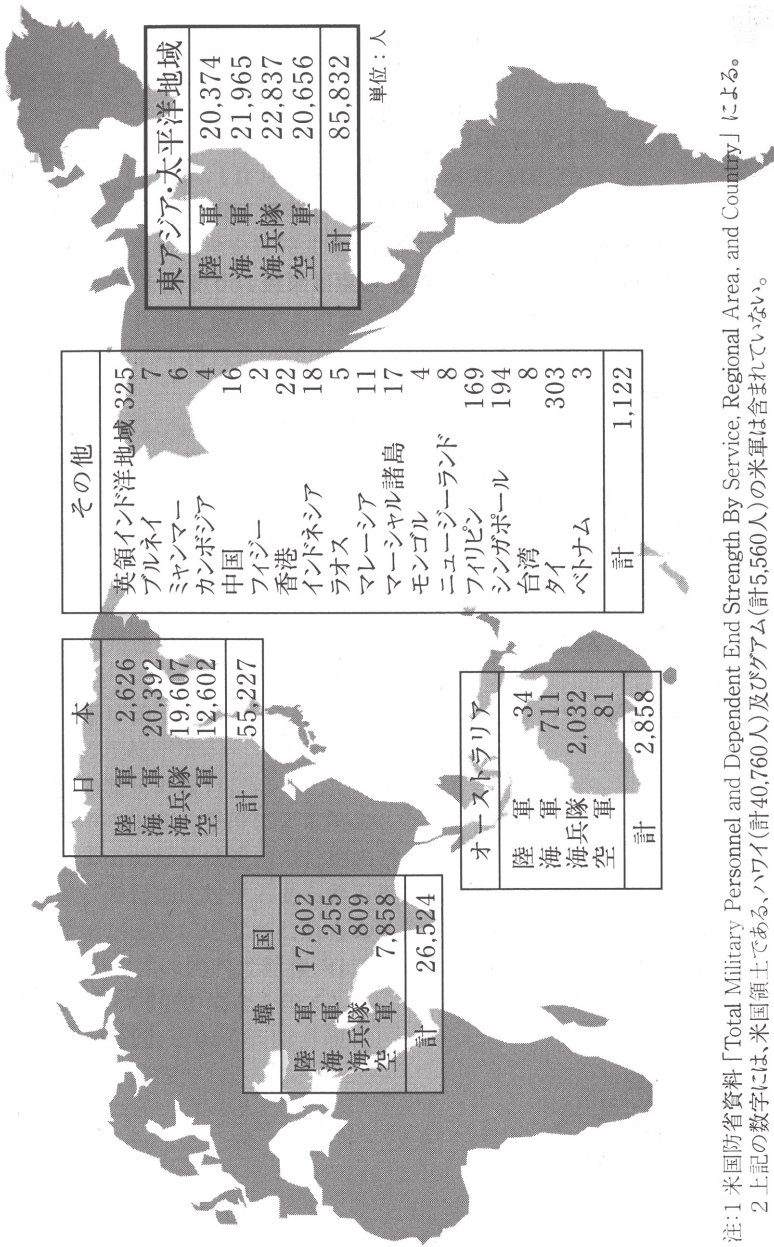 日 本
陸 軍 2,626
海 軍 20,392
海兵隊 19,607
空 軍 12,602
計 55,227
韓 国
陸 軍 17,602
海 軍 255
海兵隊 809
空 軍 7,858
計 26,524
オーストラリア
陸 軍 34
海 軍 711
海兵隊 2,032
空 軍 81
計 2,858
その他
英領インド洋地域 325
ブルネイ 7
ミャンマー 6
カンボジア 4
中国 16
フィジー 2
香港 22
インドネシア 18
ラオス 5
マレーシア 11
マーシャル諸島 17
モンゴル 4
ニュージーランド 8
フィリピン 169
シンガポール 194
台湾 8
タイ 303
ベトナム 3
計 1,122
東アジア・太平洋地域
陸 軍 20,374
海 軍 21,965
海兵隊 22,837
空 軍 20,656
計 85,832
単位：人
注:1 米国防省資料「Total Military Personnel and Dependent End Strength By Service, Regional Area, and Country」による。
2 上記の数字には、米国領土である、ハワイ(計40,760人)及びグアム(計5,560人)の米軍は含まれていない。